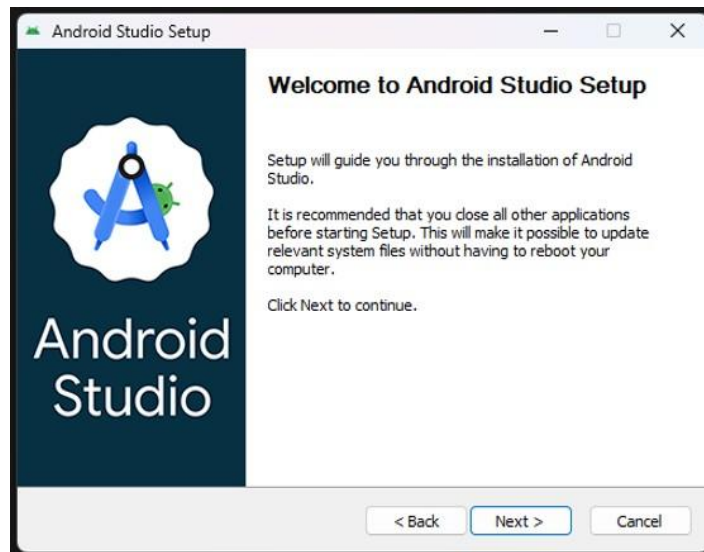 Android Studio Setup
Welcome to Android Studio Setup
Setup will guide you through the installation of Android
Studio.
It is recommended that you close all other applications
before starting Setup. This will make it possible to update
relevant system files without having to reboot your
computer.
Click Next to continue.
Android
Studio
< Back
Next >
Cancel